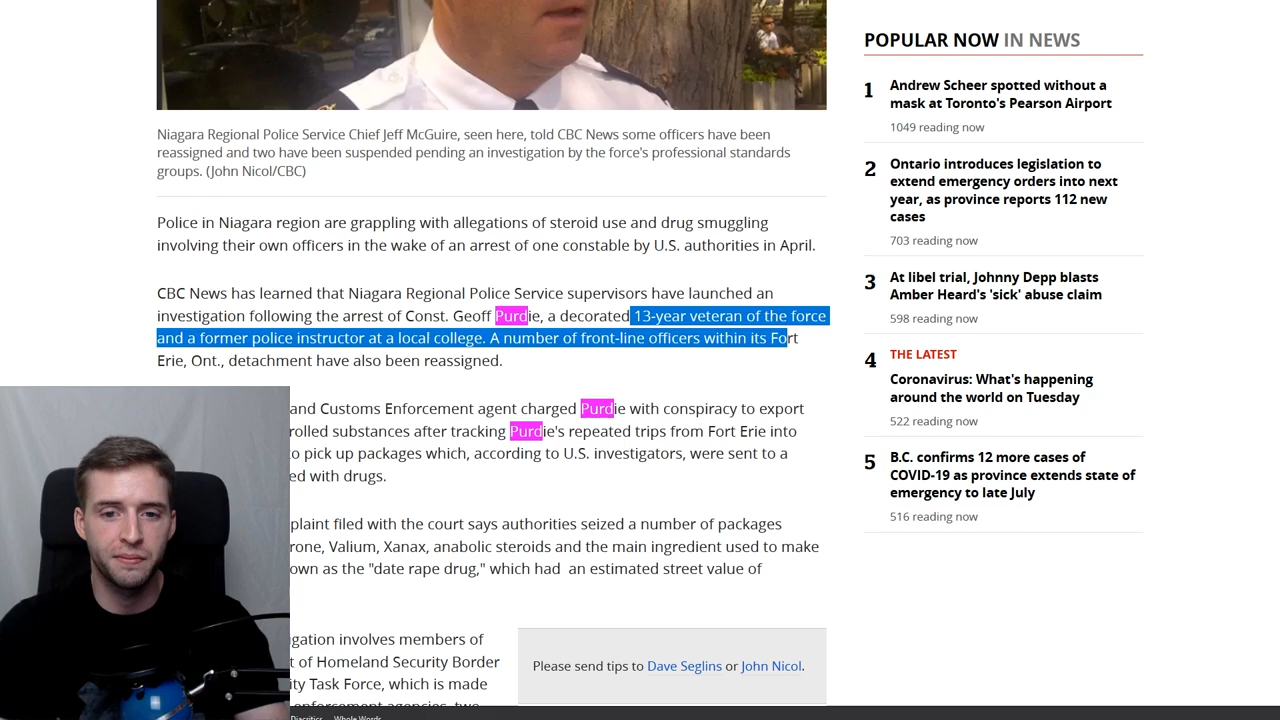 Niagara Regional Police Service Chief Jeff McGuire, seen here, told CBC News some officers have been
reassigned and two have been suspended pending an investigation by the force's professional standards
groups. (John Nicol/CBC)
Police in Niagara region are grappling with allegations of steroid use and drug smuggling
involving their own officers in the wake of an arrest of one constable by U.S. authorities in April.
CBC News has learned that Niagara Regional Police Service supervisors have launched an
investigation following the arrest of Const. Geoff Purdie, a decorated 13-year veteran of the force
and a former police instructor at a local college. A number of front-line officers within its Fort
Erie, Ont., detachment have also been reassigned.
and Customs Enforcement agent charged Purdie with conspiracy to export
rolled substances after tracking Purdie's repeated trips from Fort Erie into
o pick up packages which, according to U.S. investigators, were sent to a
ed with drugs.
plaint filed with the court says authorities seized a number of packages
rone, Valium, Xanax, anabolic steroids and the main ingredient used to make
own as the "date rape drug," which had an estimated street value of
igation involves members of
t of Homeland Security Border
ity Task Force, which is made
enforcement agencies, two
Please send tips to Dave Seglins or John Nicol.
Diacritics Whole Words
POPULAR NOW IN NEWS
1 Andrew Scheer spotted without a
mask at Toronto's Pearson Airport
1049 reading now
2 Ontario introduces legislation to
extend emergency orders into next
year, as province reports 112 new
cases
703 reading now
3 At libel trial, Johnny Depp blasts
Amber Heard's 'sick' abuse claim
598 reading now
4 THE LATEST
Coronavirus: What's happening
around the world on Tuesday
522 reading now
5 B.C. confirms 12 more cases of
COVID-19 as province extends state of
emergency to late July
516 reading now